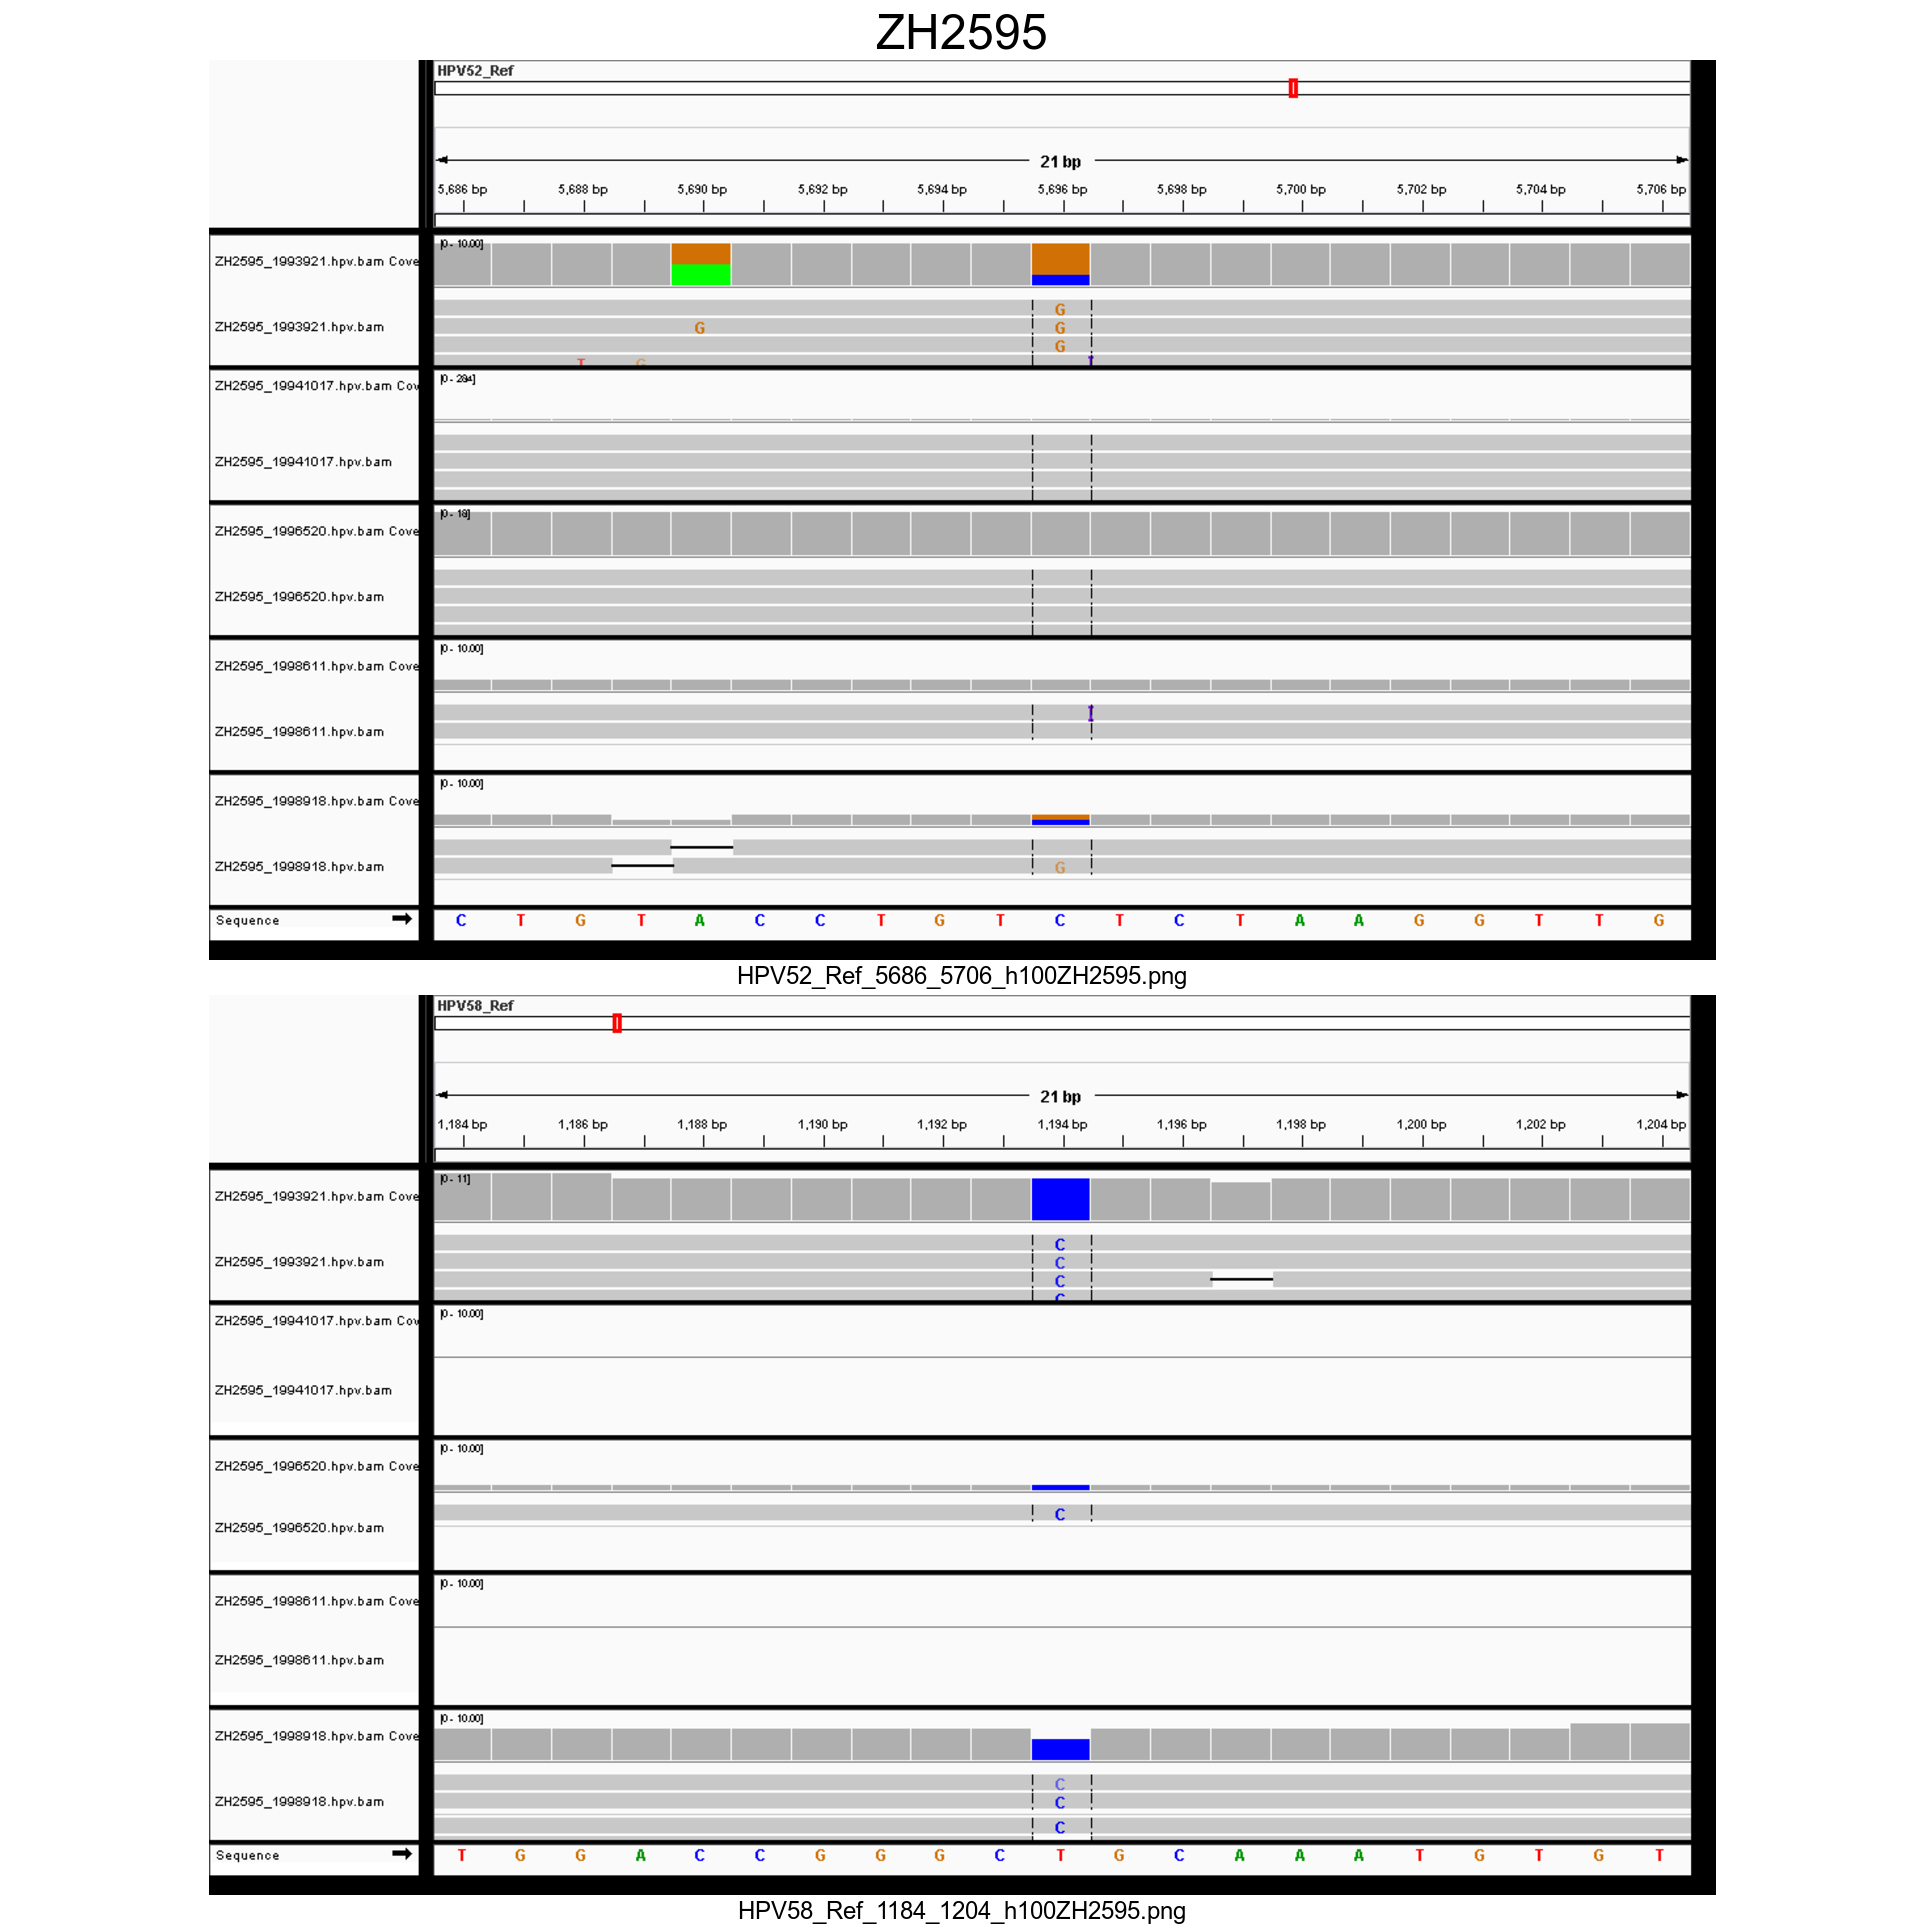 ZH2595
HPV52_Ref
21 bp
5,686 bp 5,688 bp 5,690 bp 5,692 bp 5,694 bp 5,696 bp 5,698 bp 5,700 bp 5,702 bp 5,704 bp 5,706 bp
[0 - 10.00]
ZH2595_1993921.hpv.bam Cove
G
ZH2595_1993921.hpv.bam G G
G
T G I
[0 - 284]
ZH2595_19941017.hpv.bam Cov
ZH2595_19941017.hpv.bam
[0 - 18]
ZH2595_1996520.hpv.bam Cove
ZH2595_1996520.hpv.bam
[0 - 10.00]
ZH2595_1998611.hpv.bam Cove
I
ZH2595_1998611.hpv.bam
[0 - 10.00]
ZH2595_1998918.hpv.bam Cove
ZH2595_1998918.hpv.bam G
Sequence C T G T A C C T G T C T C T A A G G T T G
HPV52_Ref_5686_5706_h100ZH2595.png
HPV58_Ref
21 bp
1,184 bp 1,186 bp 1,188 bp 1,190 bp 1,192 bp 1,194 bp 1,196 bp 1,198 bp 1,200 bp 1,202 bp 1,204 bp
[0 - 11]
ZH2595_1993921.hpv.bam Cove
C
ZH2595_1993921.hpv.bam C
C
C
[0 - 10.00]
ZH2595_19941017.hpv.bam Cov
ZH2595_19941017.hpv.bam
[0 - 10.00]
ZH2595_1996520.hpv.bam Cove
C
ZH2595_1996520.hpv.bam
[0 - 10.00]
ZH2595_1998611.hpv.bam Cove
ZH2595_1998611.hpv.bam
[0 - 10.00]
ZH2595_1998918.hpv.bam Cove
C
ZH2595_1998918.hpv.bam C
C
Sequence T G G A C C G G G C T G C A A A T G T G T
HPV58_Ref_1184_1204_h100ZH2595.png